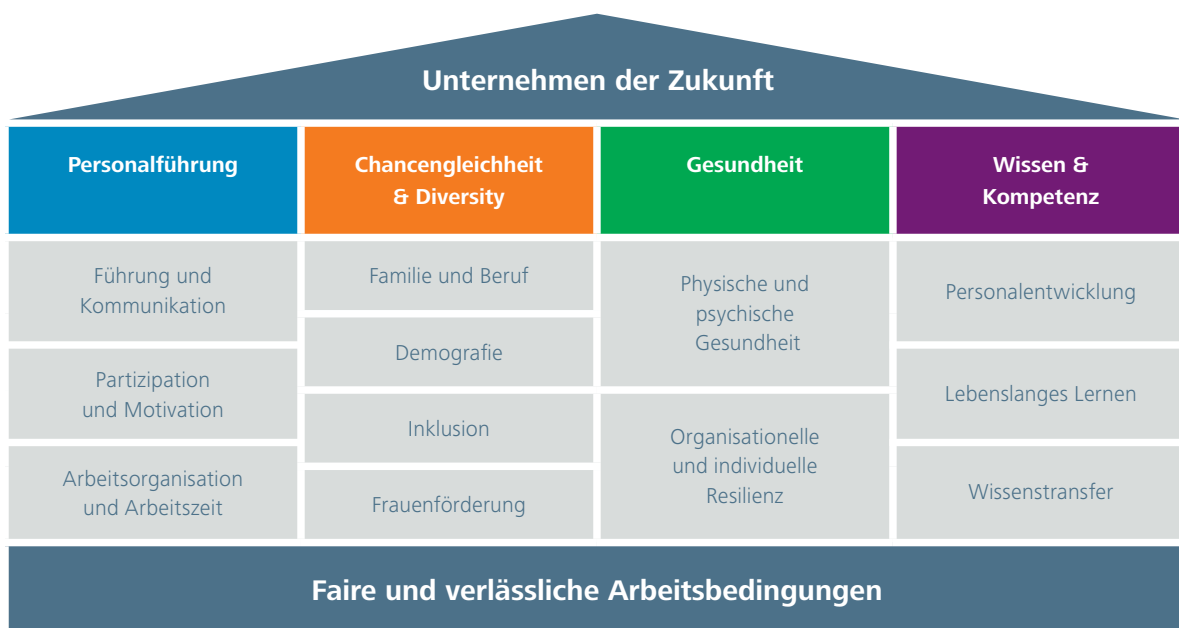 Unternehmen der Zukunft
Personalführung
Führung und
Kommunikation
Partizipation
und Motivation
Arbeitsorganisation
und Arbeitszeit
Chancengleichheit
& Diversity
Familie und Beruf
Demografie
Inklusion
Frauenförderung
Gesundheit
Physische und
psychische
Gesundheit
Organisationelle
und individuelle
Resilienz
Wissen &
Kompetenz
Personalentwicklung
Lebenslanges Lernen
Wissenstransfer
Faire und verlässliche Arbeitsbedingungen